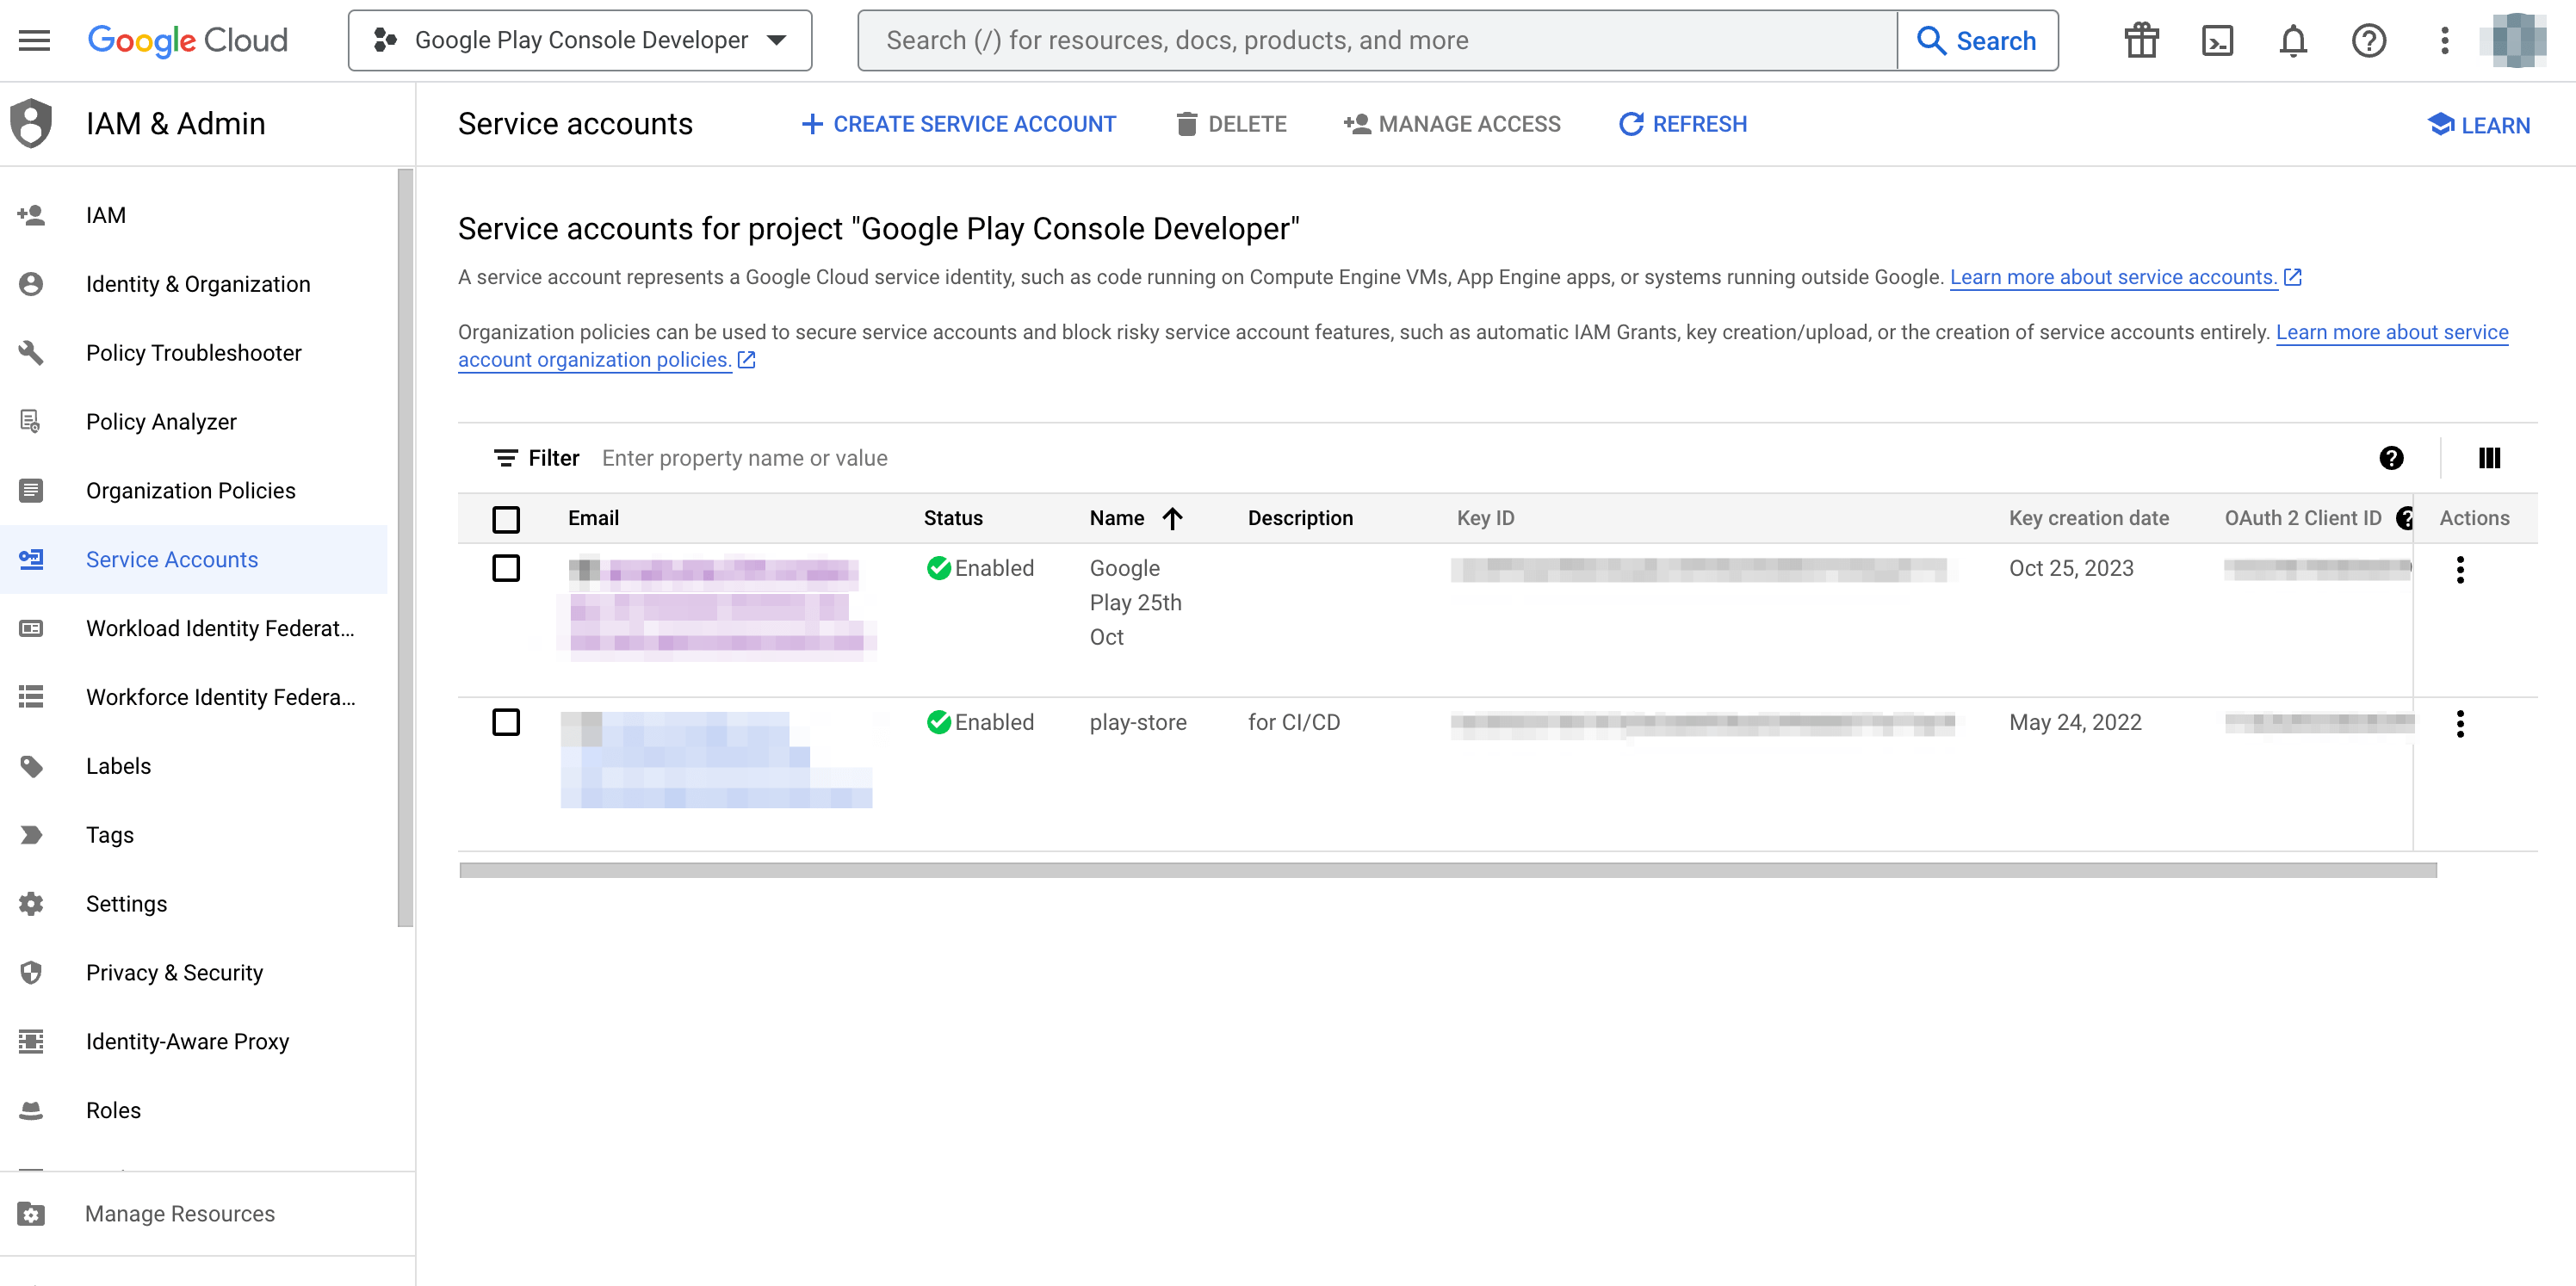 Google Cloud
Google Play Console Developer
Search (/) for resources, docs, products, and more
Search
IAM & Admin
Service accounts
CREATE SERVICE ACCOUNT
DELETE
MANAGE ACCESS
REFRESH
LEARN
IAM
Identity & Organization
Policy Troubleshooter
Policy Analyzer
Organization Policies
Service Accounts
Workload Identity Federat...
Workforce Identity Federa...
Labels
Tags
Settings
Privacy & Security
Identity-Aware Proxy
Roles
Manage Resources
Service accounts for project "Google Play Console Developer"
A service account represents a Google Cloud service identity, such as code running on Compute Engine VMs, App Engine apps, or systems running outside Google. Learn more about service accounts.
Organization policies can be used to secure service accounts and block risky service account features, such as automatic IAM Grants, key creation/upload, or the creation of service accounts entirely. Learn more about service
account organization policies.
Filter
Enter property name or value
Email
Status
Name
Description
Key ID
Key creation date
OAuth 2 Client ID
Actions
Enabled
Google
Play 25th
Oct
Oct 25, 2023
Enabled
play-store
for CI/CD
May 24, 2022